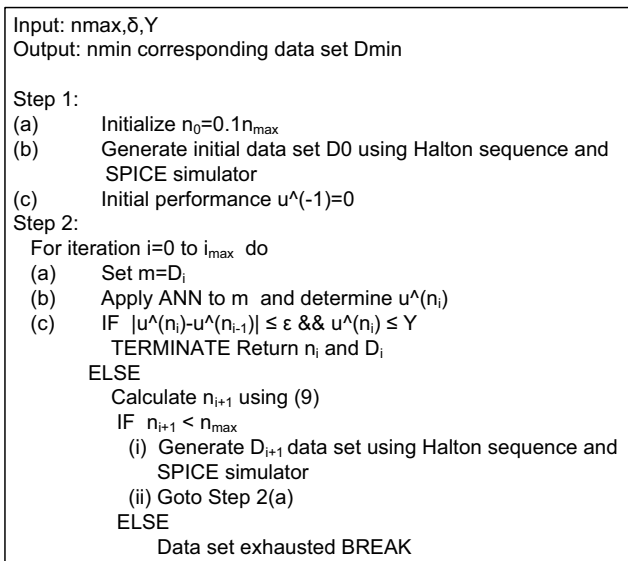 Input: nmax,δ,Y
Output: nmin corresponding data set Dmin
Step 1:
(a) Initialize n₀=0.1nₘₐₓ
(b) Generate initial data set D0 using Halton sequence and
SPICE simulator
(c) Initial performance u^(-1)=0
Step 2:
For iteration i=0 to iₘₐₓ do
(a) Set m=Dᵢ
(b) Apply ANN to m and determine u^(nᵢ)
(c) IF |u^(nᵢ)-u^(nᵢ₋₁)| ≤ ε && u^(nᵢ) ≤ Y
TERMINATE Return nᵢ and Dᵢ
ELSE
Calculate nᵢ₊₁ using (9)
IF nᵢ₊₁ < nₘₐₓ
(i) Generate Dᵢ₊₁ data set using Halton sequence and
SPICE simulator
(ii) Goto Step 2(a)
ELSE
Data set exhausted BREAK